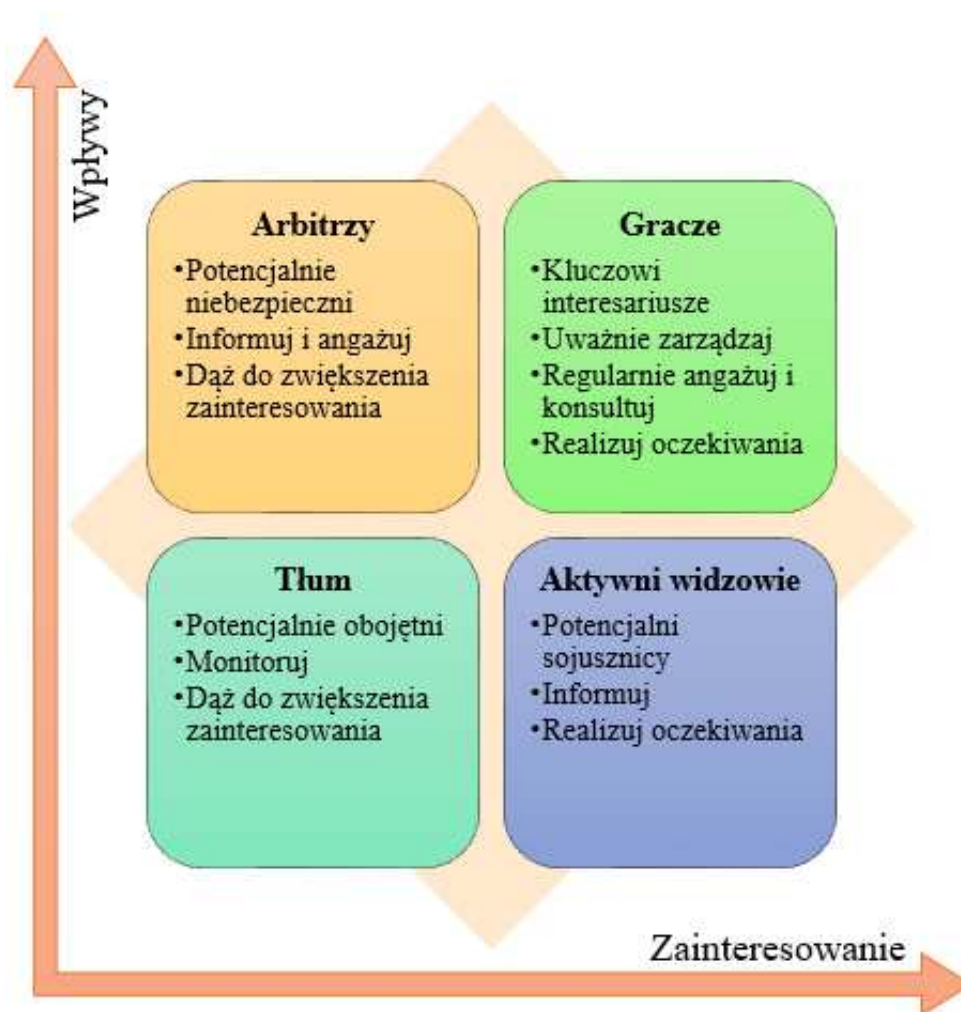 Wpływy
Arbitrzy
•Potencjalnie
niebezpieczni
•Informuj i angażuj
•Dąż do zwiększenia
zainteresowania
Gracze
•Kluczowi
interesariusze
•Uważnie zarządzaj
•Regularnie angażuj i
konsultuj
•Realizuj oczekiwania
Tłum
•Potencjalnie obojętni
•Monitoruj
•Dąż do zwiększenia
zainteresowania
Aktywni widzowie
•Potencjalni
sojusznicy
•Informuj
•Realizuj oczekiwania
Zainteresowanie